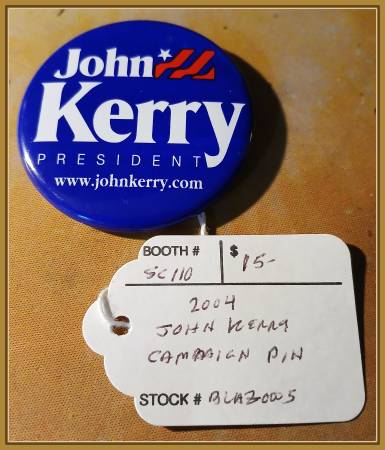 John
Kerry
PRESIDENT
www.johnkerry.com
BOOTH # $ 15-
SC110
2004
JOHN KERRY
CAMPAIGN PIN
STOCK #